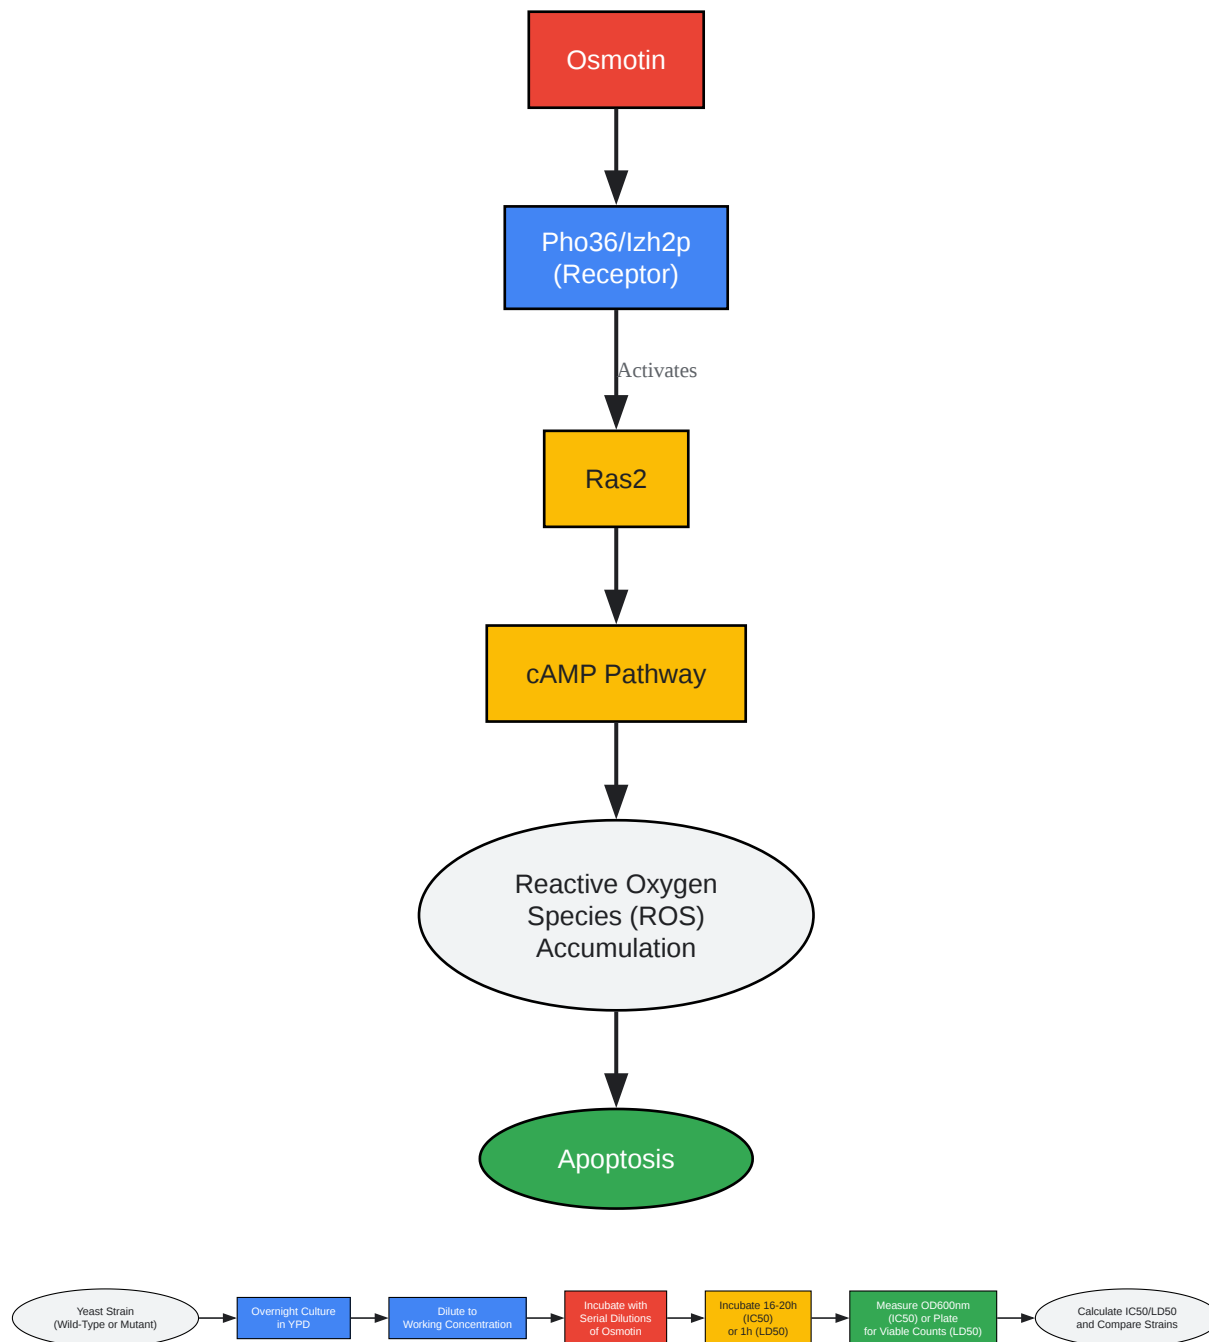 Osmotin
Pho36/Izh2p
(Receptor)
Activates
Ras2
cAMP Pathway
Reactive Oxygen
Species (ROS)
Accumulation
Apoptosis
Yeast Strain
(Wild-Type or Mutant)
Overnight Culture
in YPD
Dilute to
Working Concentration
Incubate with
Serial Dilutions
of Osmotin
Incubate 16-20h
(IC50)
or 1h (LD50)
Measure OD600nm
(IC50) or Plate
for Viable Counts (LD50)
Calculate IC50/LD50
and Compare Strains